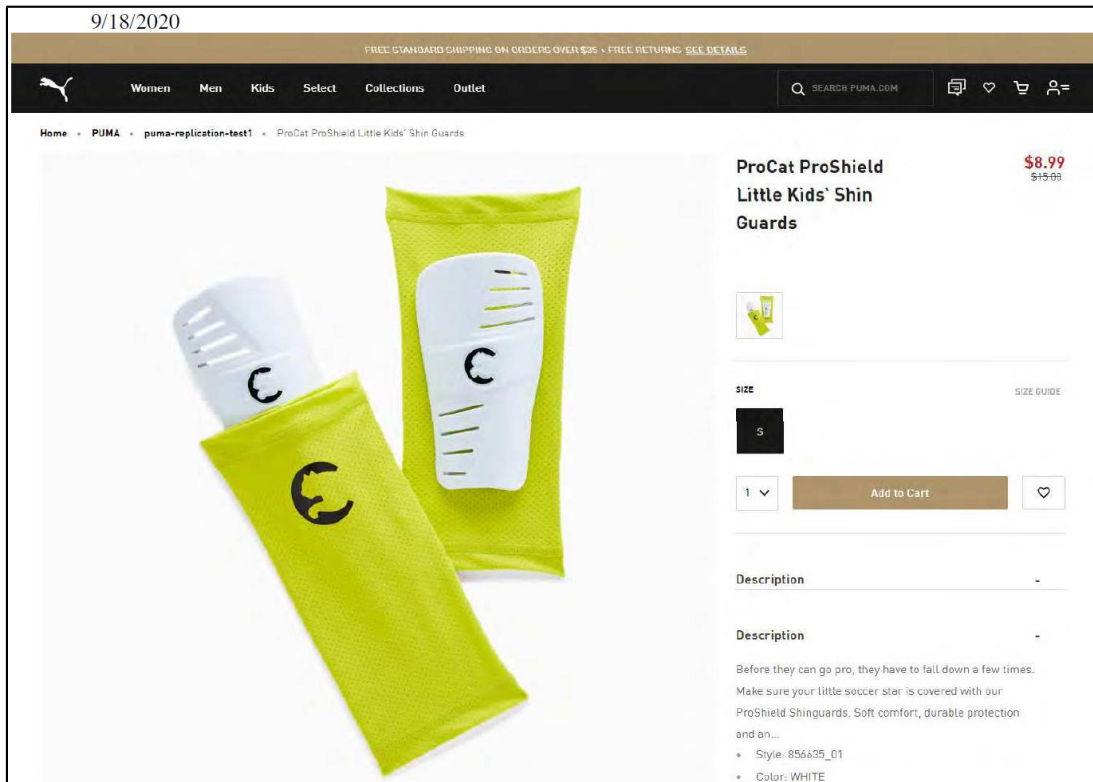 9/18/2020
FREE STANDARD SHIPPING ON ORDERS OVER $35 + FREE RETURNS SEE DETAILS
Women Men Kids Select Collections Outlet SEARCH PUMA.COM
Home • PUMA • puma-replication-test1 • ProCat ProShield Little Kids' Shin Guards
ProCat ProShield $8.99
Little Kids' Shin $15.00
Guards
SIZE SIZE GUIDE
S
1 Add to Cart
Description -
Description -
Before they can go pro, they have to fall down a few times.
Make sure your little soccer star is covered with our
ProShield Shinguards. Soft comfort, durable protection
and an...
• Style: 856635_01
• Color: WHITE